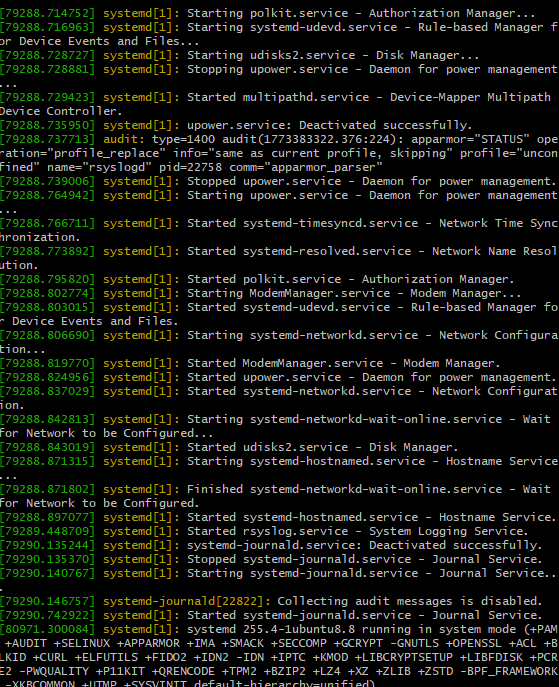 [79288.714752] systemd[1]: Starting polkit.service - Authorization Manager...
[79288.716963] systemd[1]: Starting systemd-udevd.service - Rule-based Manager f
or Device Events and Files...
[79288.728727] systemd[1]: Starting udisks2.service - Disk Manager...
[79288.728881] systemd[1]: Stopping upower.service - Daemon for power management
...
[79288.729423] systemd[1]: Started multipathd.service - Device-Mapper Multipath
Device Controller.
[79288.735950] systemd[1]: upower.service: Deactivated successfully.
[79288.737713] audit: type=1400 audit(1773383322.376:224): apparmor="STATUS" ope
ration="profile_replace" info="same as current profile, skipping" profile="uncon
fined" name="rsyslogd" pid=22758 comm="apparmor_parser"
[79288.739006] systemd[1]: Stopped upower.service - Daemon for power management.
[79288.764942] systemd[1]: Starting upower.service - Daemon for power management
...
[79288.766711] systemd[1]: Started systemd-timesyncd.service - Network Time Sync
hronization.
[79288.773892] systemd[1]: Started systemd-resolved.service - Network Name Resol
ution.
[79288.795820] systemd[1]: Started polkit.service - Authorization Manager.
[79288.802774] systemd[1]: Starting ModemManager.service - Modem Manager...
[79288.803015] systemd[1]: Started systemd-udevd.service - Rule-based Manager fo
r Device Events and Files.
[79288.806690] systemd[1]: Starting systemd-networkd.service - Network Configura
tion...
[79288.819770] systemd[1]: Started ModemManager.service - Modem Manager.
[79288.824956] systemd[1]: Started upower.service - Daemon for power management.
[79288.837029] systemd[1]: Started systemd-networkd.service - Network Configurat
ion.
[79288.842813] systemd[1]: Starting systemd-networkd-wait-online.service - Wait
for Network to be Configured...
[79288.843019] systemd[1]: Started udisks2.service - Disk Manager.
[79288.871315] systemd[1]: Starting systemd-hostnamed.service - Hostname Service
...
[79288.871802] systemd[1]: Finished systemd-networkd-wait-online.service - Wait
for Network to be Configured.
[79288.897077] systemd[1]: Started systemd-hostnamed.service - Hostname Service.
[79289.448709] systemd[1]: Started rsyslog.service - System Logging Service.
[79290.135244] systemd[1]: systemd-journald.service: Deactivated successfully.
[79290.135370] systemd[1]: Stopped systemd-journald.service - Journal Service.
[79290.140767] systemd[1]: Starting systemd-journald.service - Journal Service..
.
[79290.146757] systemd-journald[22822]: Collecting audit messages is disabled.
[79290.742922] systemd[1]: Started systemd-journald.service - Journal Service.
[80971.300084] systemd[1]: systemd 255.4-1ubuntu8.8 running in system mode (+PAM
+AUDIT +SELINUX +APPARMOR +IMA +SMACK +SECCOMP +GCRYPT -GNUTLS +OPENSSL +ACL +B
LKID +CURL +ELFUTILS +FIDO2 +IDN2 -IDN +IPTC +KMOD +LIBCRYPTSETUP +LIBFDISK +PCR
E2 -PWQUALITY +P11KIT +QRENCODE +TPM2 +BZIP2 +LZ4 +XZ +ZLIB +ZSTD -BPF_FRAMEWORK
-XKBCOMMON +UTMP +SYSVINIT default-hierarchy=unified)